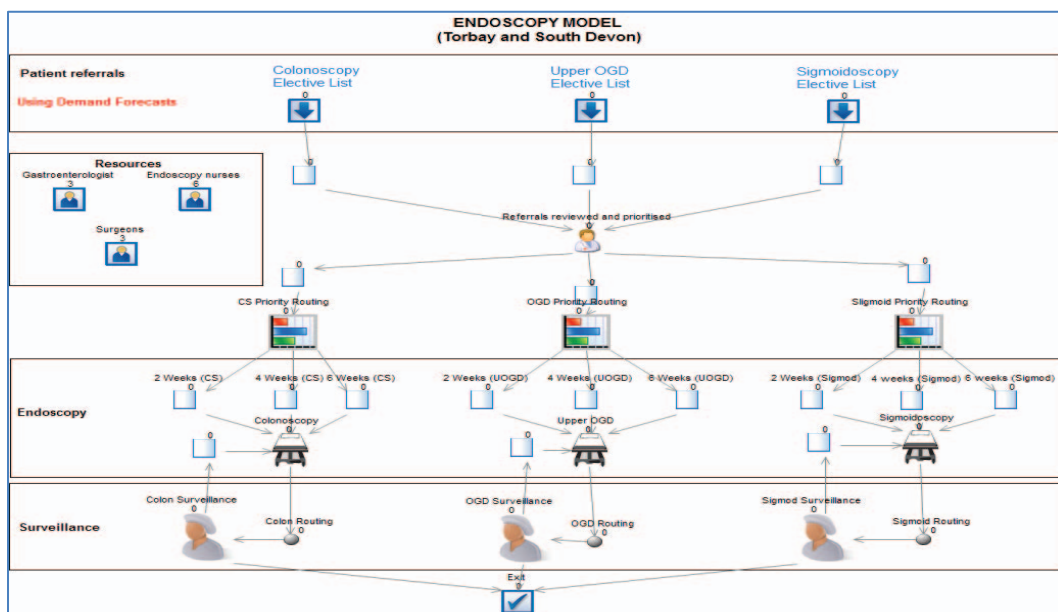 ENDOSCOPY MODEL
(Torbay and South Devon)
Patient referrals
Using Demand Forecasts
Colonoscopy
Elective List
0
Upper OGD
Elective List
0
Sigmoidoscopy
Elective List
0
0
0
0
Resources
Gastroenterologist
3
Endoscopy nurses
6
Surgeons
3
Referrals reviewed and prioritised
0
0
0
0
CS Priority Routing
0
OGD Priority Routing
0
Sligmoid Priority Routing
0
Endoscopy
2 Weeks (CS)
0
4 Weeks (CS)
0
6 Weeks (CS)
0
2 Weeks (UOGD)
0
4 Weeks (UOGD)
0
6 Weeks (UOGD)
0
2 Weeks (Sigmod)
0
4 weeks (Sigmod)
0
6 weeks (Sigmod)
0
Colonoscopy
0
0
Upper OGD
0
0
Sigmoidoscopy
0
0
Surveillance
Colon Surveillance
0
Colon Routing
0
OGD Surveillance
0
OGD Routing
0
Sigmod Surveillance
0
Sigmoid Routing
0
Exit
0